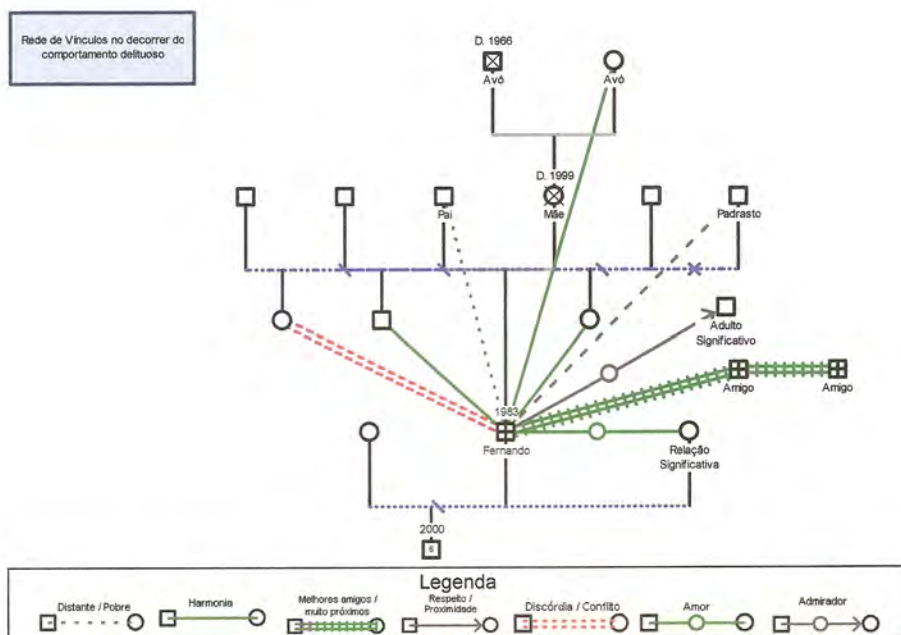 Rede de Vínculos no decorrer do
comportamento delituoso
D. 1966
Avô
Avó
D. 1999
Pai
Mãe
Padrasto
Adulto
Significativo
Amigo
Amigo
1983
Fernando
Relação
Significativa
2000
6
Legenda
Distante / Pobre
Harmonia
Melhores amigos /
muito próximos
Respeito /
Proximidade
Discórdia / Conflito
Amor
Admirador